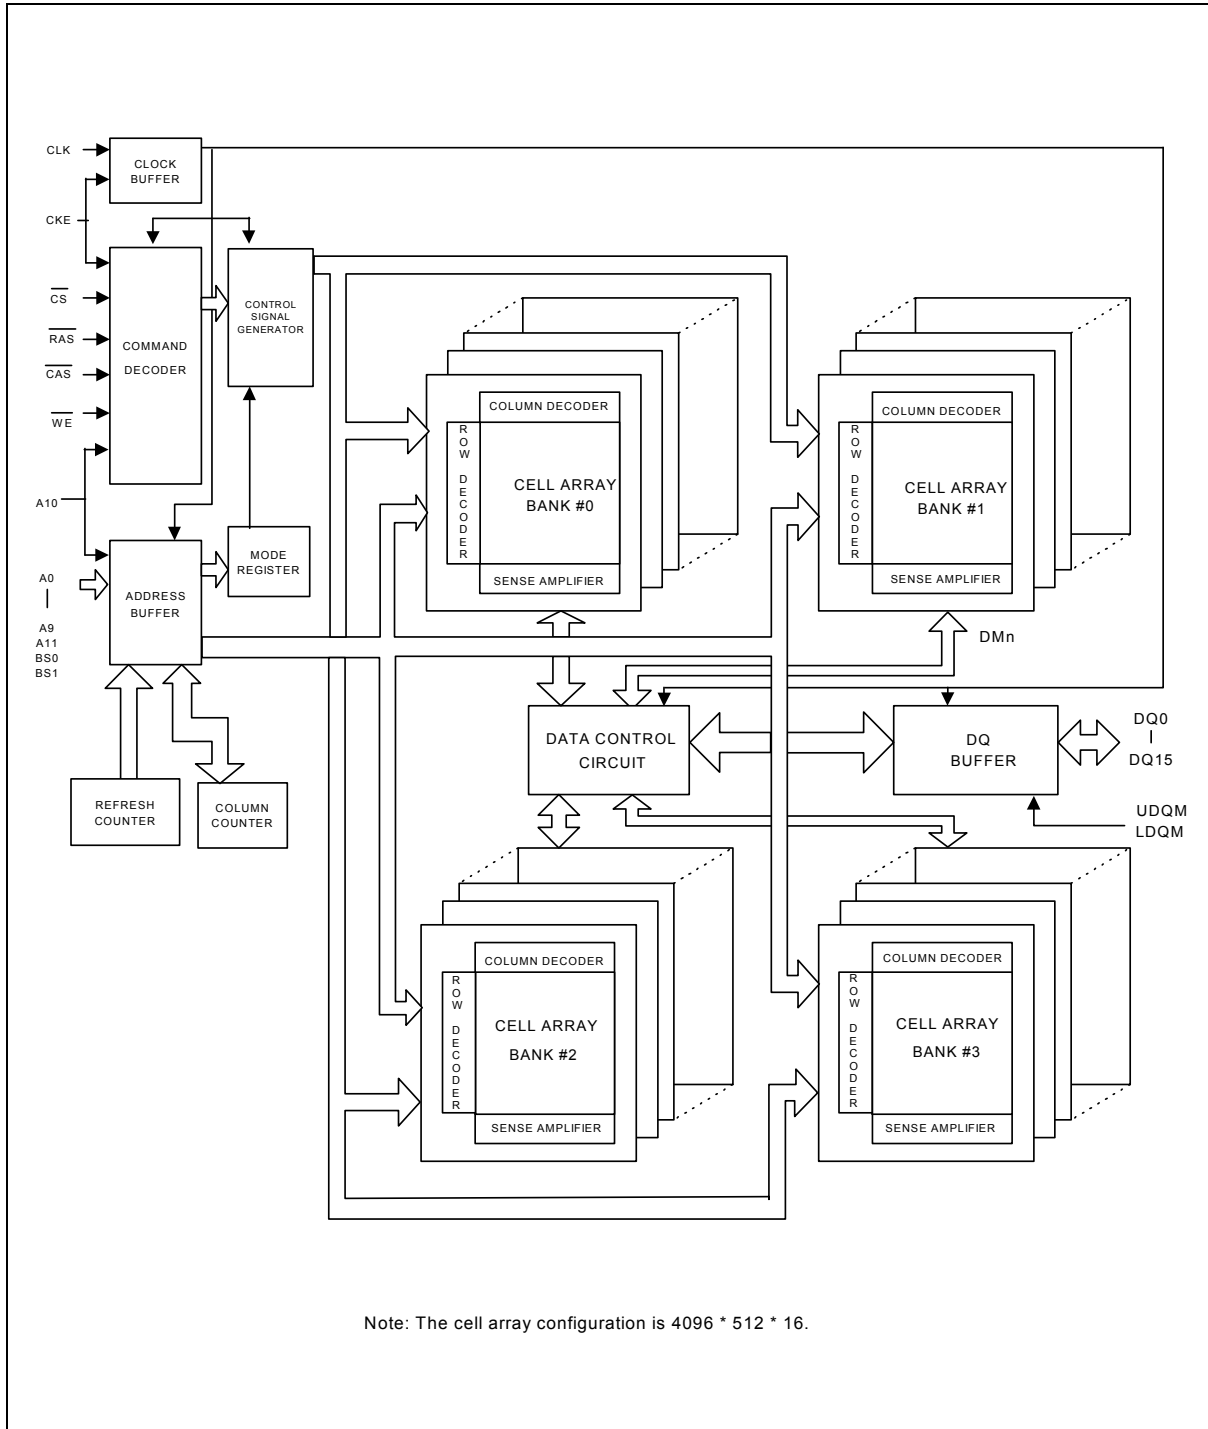 CLK
CLOCK
BUFFER
CKE
CS
RAS
CAS
WE
COMMAND
DECODER
CONTROL
SIGNAL
GENERATOR
A10
A0
A9
A11
BS0
BS1
ADDRESS
BUFFER
MODE
REGISTER
REFRESH
COUNTER
COLUMN
COUNTER
COLUMN DECODER
ROW DECODER
CELL ARRAY
BANK #0
SENSE AMPLIFIER
COLUMN DECODER
ROW DECODER
CELL ARRAY
BANK #1
SENSE AMPLIFIER
DMn
DATA CONTROL
CIRCUIT
DQ
BUFFER
DQ0
DQ15
UDQM
LDQM
COLUMN DECODER
ROW DECODER
CELL ARRAY
BANK #2
SENSE AMPLIFIER
COLUMN DECODER
ROW DECODER
CELL ARRAY
BANK #3
SENSE AMPLIFIER
Note: The cell array configuration is 4096 * 512 * 16.